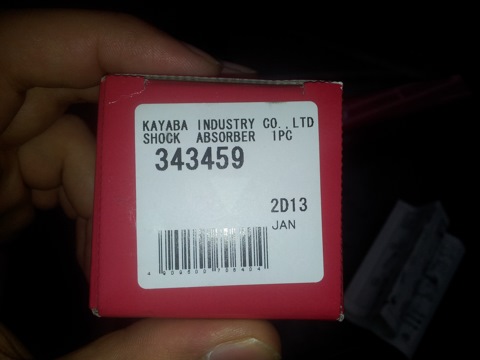 KAYABA INDUSTRY CO.,LTD
SHOCK ABSORBER 1PC
343459
2D13
JAN